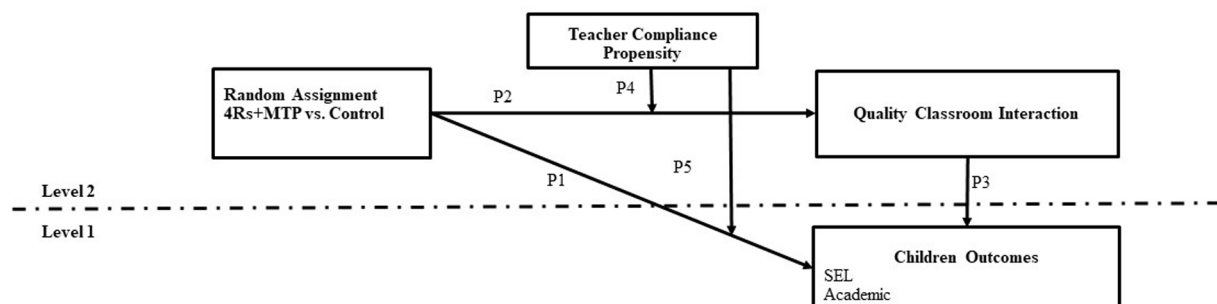 Teacher Compliance
Propensity
Random Assignment
4Rs+MTP vs. Control
P2
P4
Quality Classroom Interaction
P1
P5
P3
Level 2
Level 1
Children Outcomes
SEL
Academic